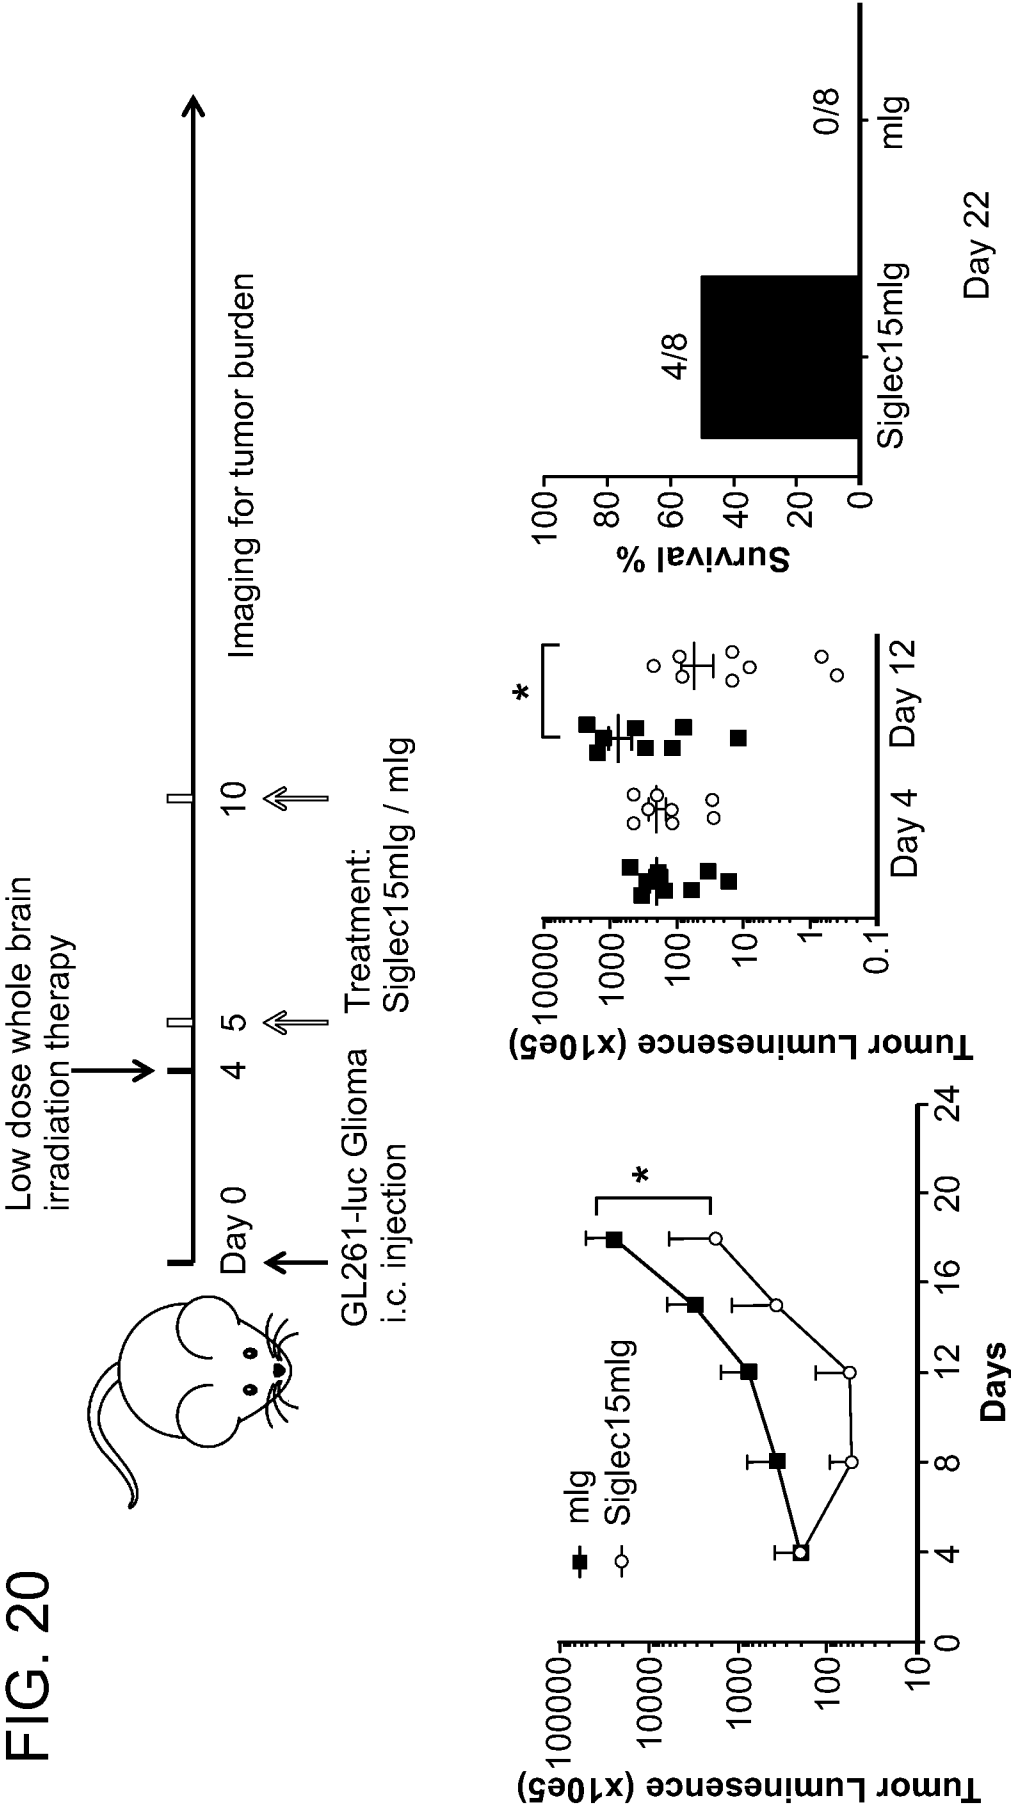 FIG. 20
Low dose whole brain
irradiation therapy
Day 0
4
5
10
Imaging for tumor burden
GL261-luc Glioma
i.c. injection
Treatment:
Siglec15mIg / mIg
Tumor Luminesence (x10e5)
100000
10000
1000
100
10
mIg
Siglec15mIg
*
0
4
8
12
16
20
24
Days
Tumor Luminesence (x10e5)
10000
1000
100
10
1
0.1
*
Day 4
Day 12
Survival %
100
80
60
40
20
0
4/8
0/8
Siglec15mIg
mIg
Day 22